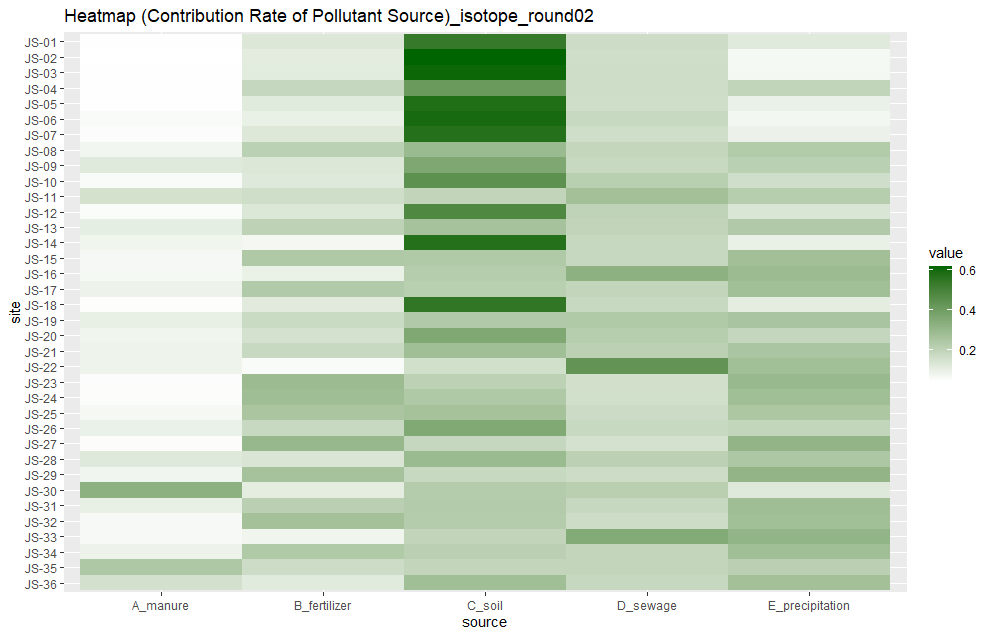 Heatmap (Contribution Rate of Pollutant Source)_isotope_round02
JS-01
JS-02
JS-03
JS-04
JS-05
JS-06
JS-07
JS-08
JS-09
JS-10
JS-11
JS-12
JS-13
JS-14
JS-15
JS-16
JS-17
JS-18
JS-19
JS-20
JS-21
JS-22
JS-23
JS-24
JS-25
JS-26
JS-27
JS-28
JS-29
JS-30
JS-31
JS-32
JS-33
JS-34
JS-35
JS-36
site
A_manure B_fertilizer C_soil D_sewage E_precipitation
source
value
0.6
0.4
0.2